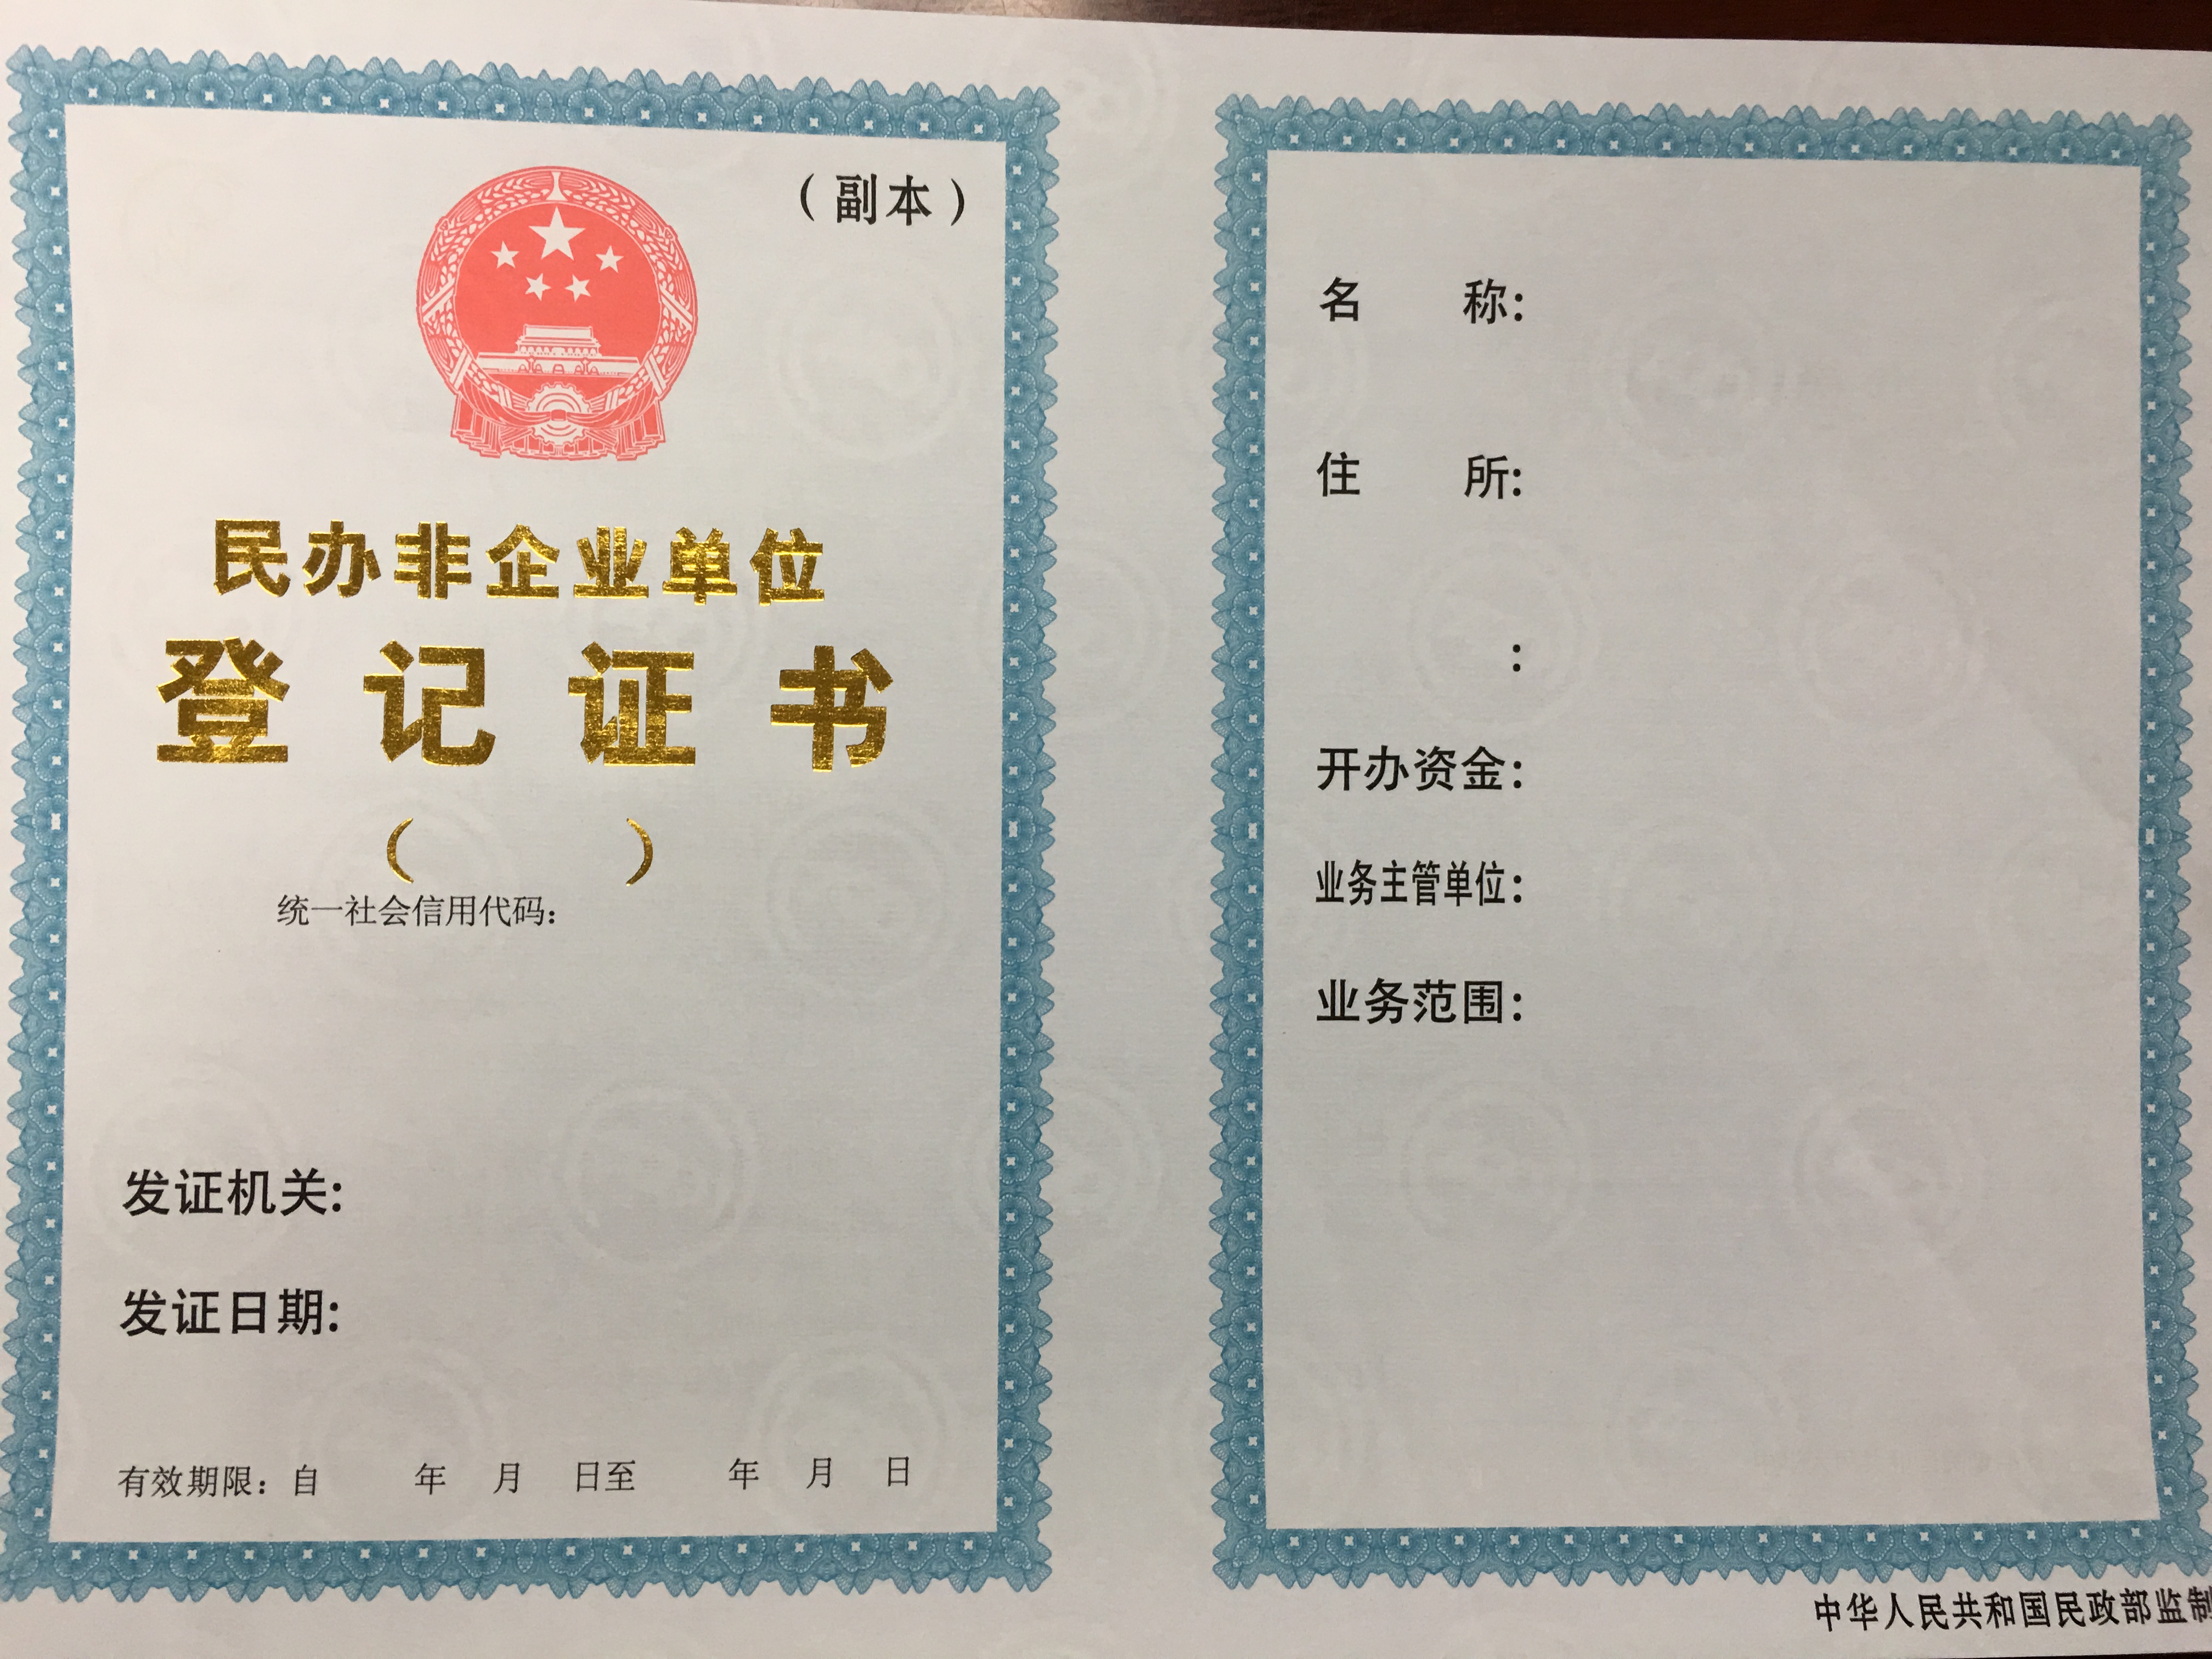 （副本）
民办非企业单位
登记证书
（ ）
统一社会信用代码：
发证机关：
发证日期：
有效期限：自 年 月 日至 年 月 日
名 称：
住 所：
：
开办资金：
业务主管单位：
业务范围：
中华人民共和国民政部监制